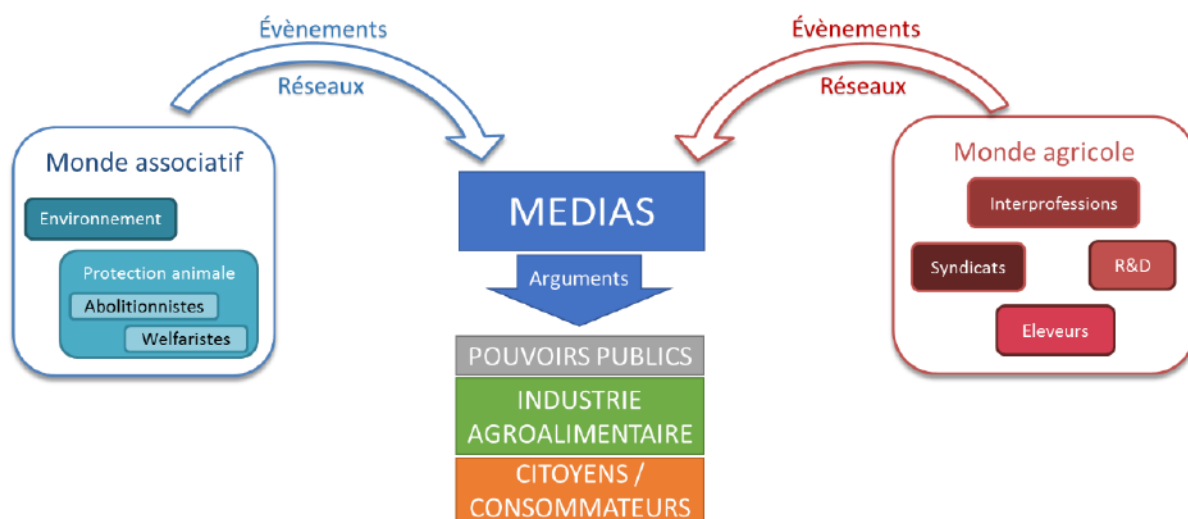 Évènements
Réseaux
Évènements
Réseaux
Monde associatif
Environnement
Protection animale
Abolitionnistes
Welfaristes
MEDIAS
Arguments
POUVOIRS PUBLICS
INDUSTRIE
AGROALIMENTAIRE
CITOYENS /
CONSOMMATEURS
Monde agricole
Interprofessions
Syndicats
R&D
Eleveurs